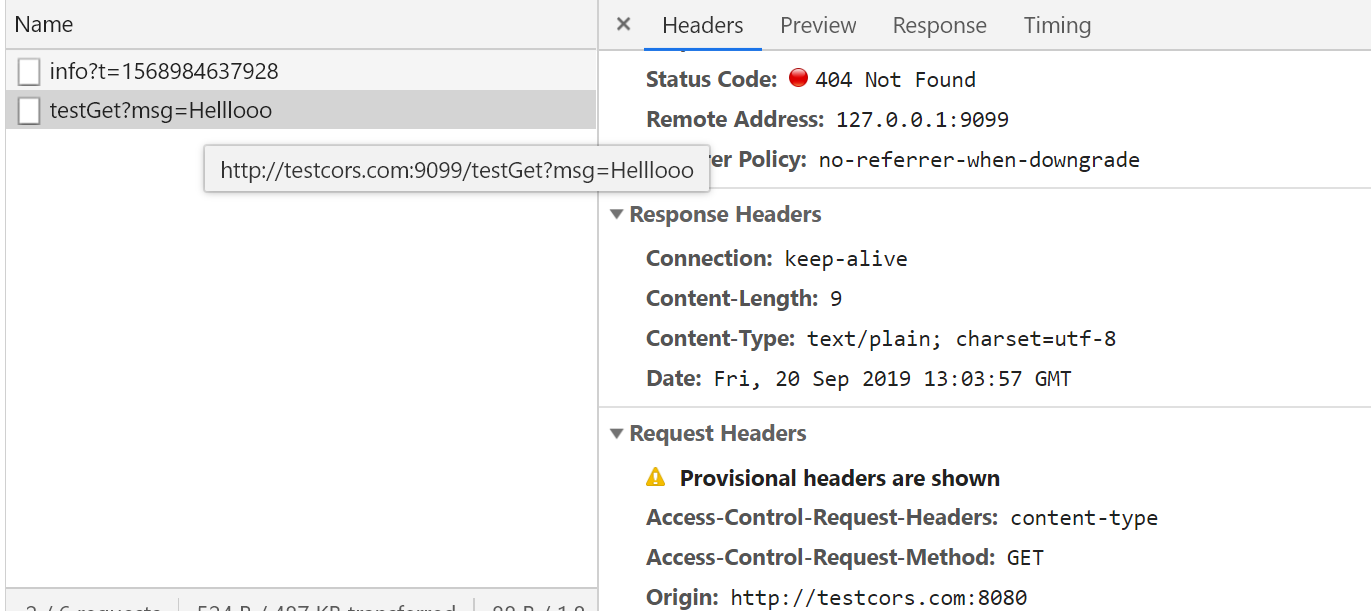 Name
info?t=1568984637928
testGet?msg=Helllooo
http://testcors.com:9099/testGet?msg=Helllooo
Headers Preview Response Timing
Status Code: 404 Not Found
Remote Address: 127.0.0.1:9099
er Policy: no-referrer-when-downgrade
Response Headers
Connection: keep-alive
Content-Length: 9
Content-Type: text/plain; charset=utf-8
Date: Fri, 20 Sep 2019 13:03:57 GMT
Request Headers
Provisional headers are shown
Access-Control-Request-Headers: content-type
Access-Control-Request-Method: GET
Origin: http://testcors.com:8080